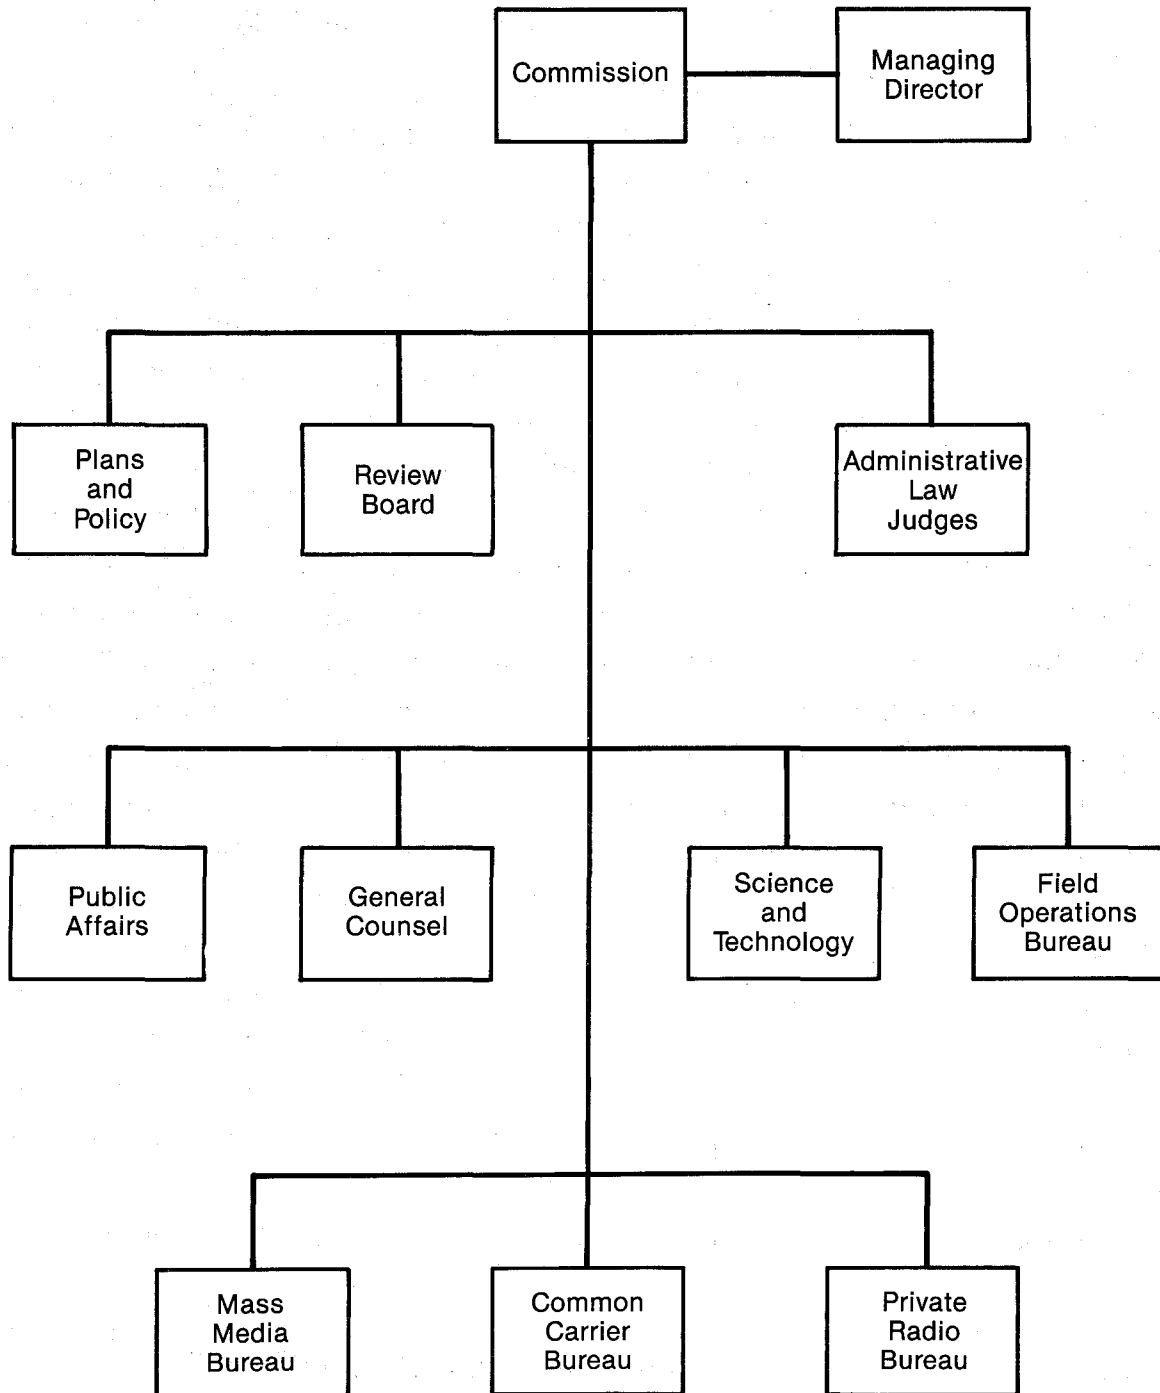 Commission
Managing
Director
Plans
and
Policy
Review
Board
Administrative
Law
Judges
Public
Affairs
General
Counsel
Science
and
Technology
Field
Operations
Bureau
Mass
Media
Bureau
Common
Carrier
Bureau
Private
Radio
Bureau